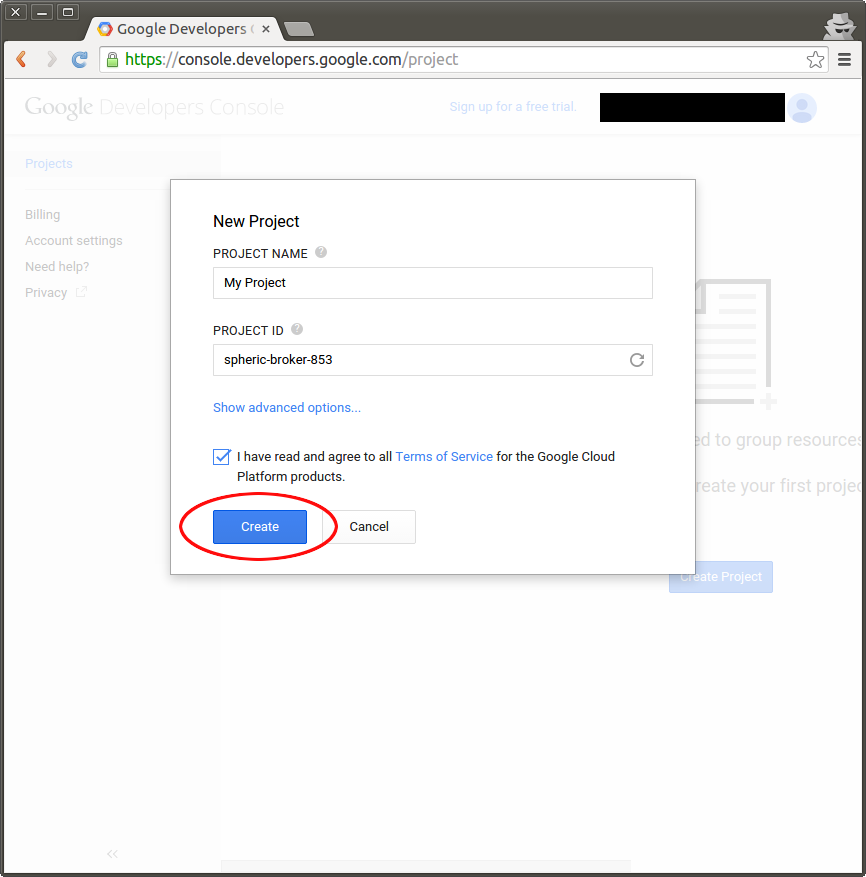 Google Developers C
https://console.developers.google.com/project
Google Developers Console
Sign up for a free trial.
Projects
Billing
Account settings
Need help?
Privacy
New Project
PROJECT NAME ?
My Project
PROJECT ID ?
spheric-broker-853
Show advanced options...
I have read and agree to all Terms of Service for the Google Cloud
Platform products.
Create Cancel
ed to group resources
reate your first projec
Create Project